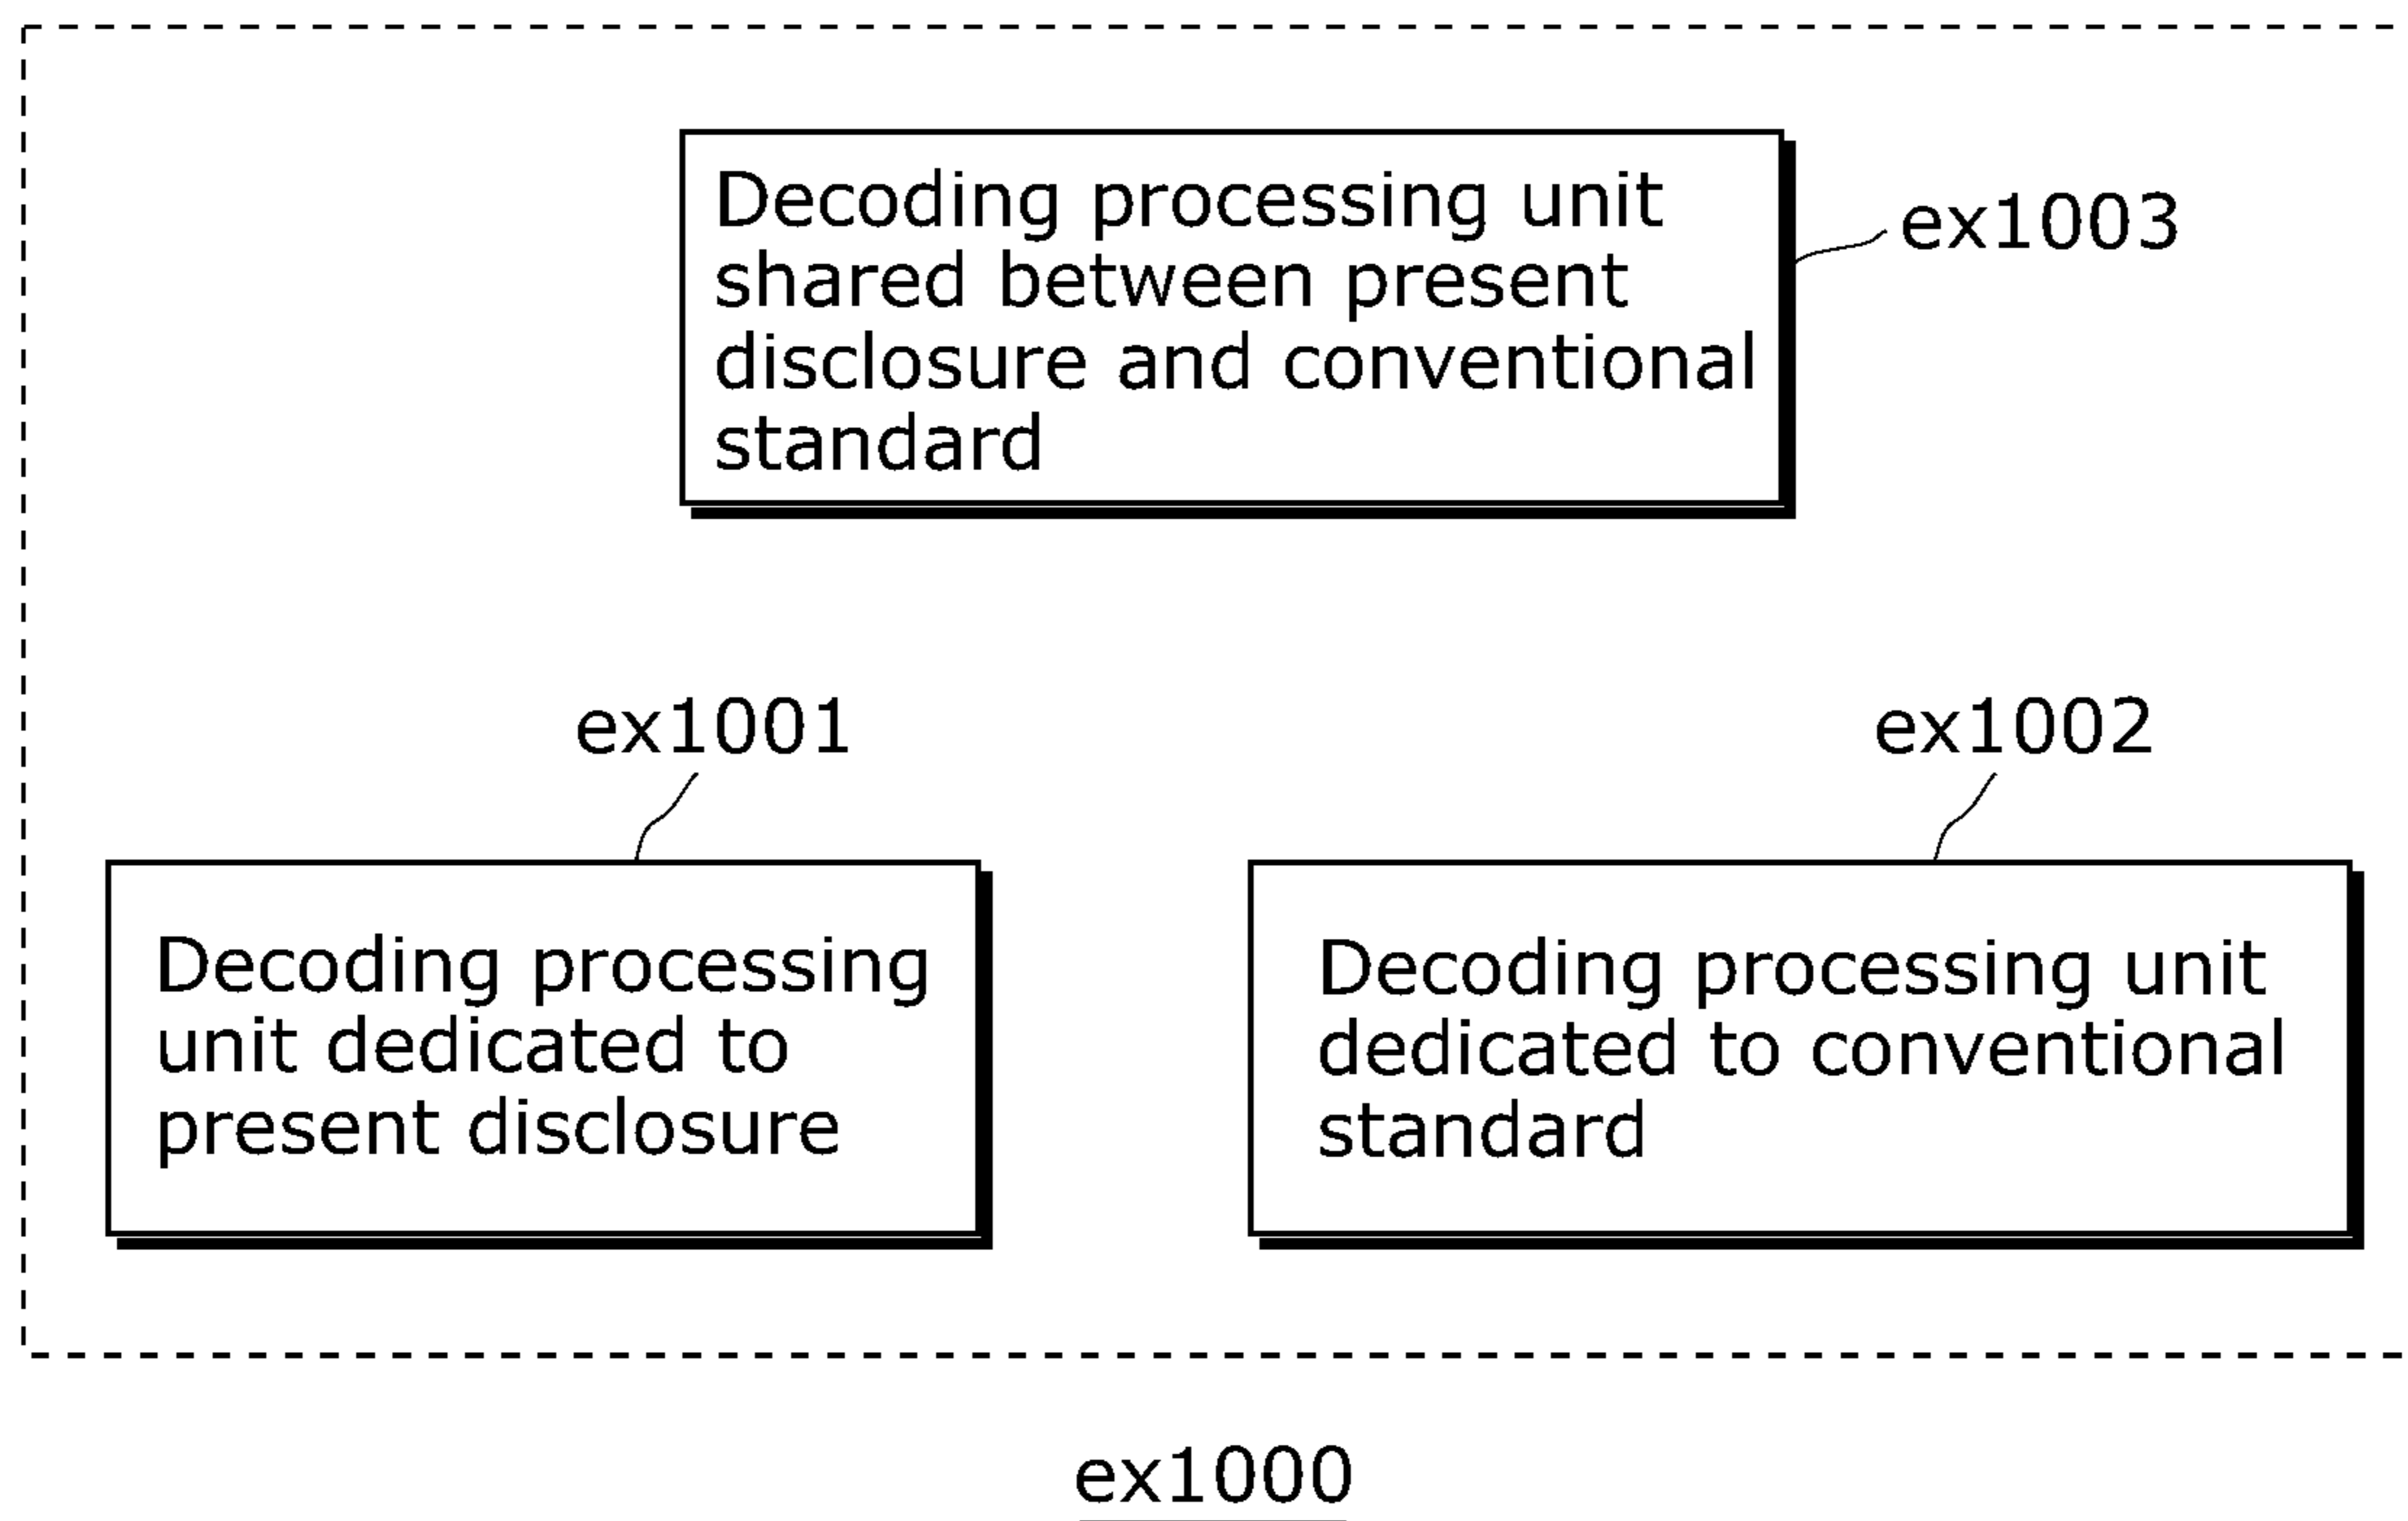 Decoding processing unit
shared between present
disclosure and conventional
standard
ex1003
ex1001
ex1002
Decoding processing
unit dedicated to
present disclosure
Decoding processing unit
dedicated to conventional
standard
ex1000